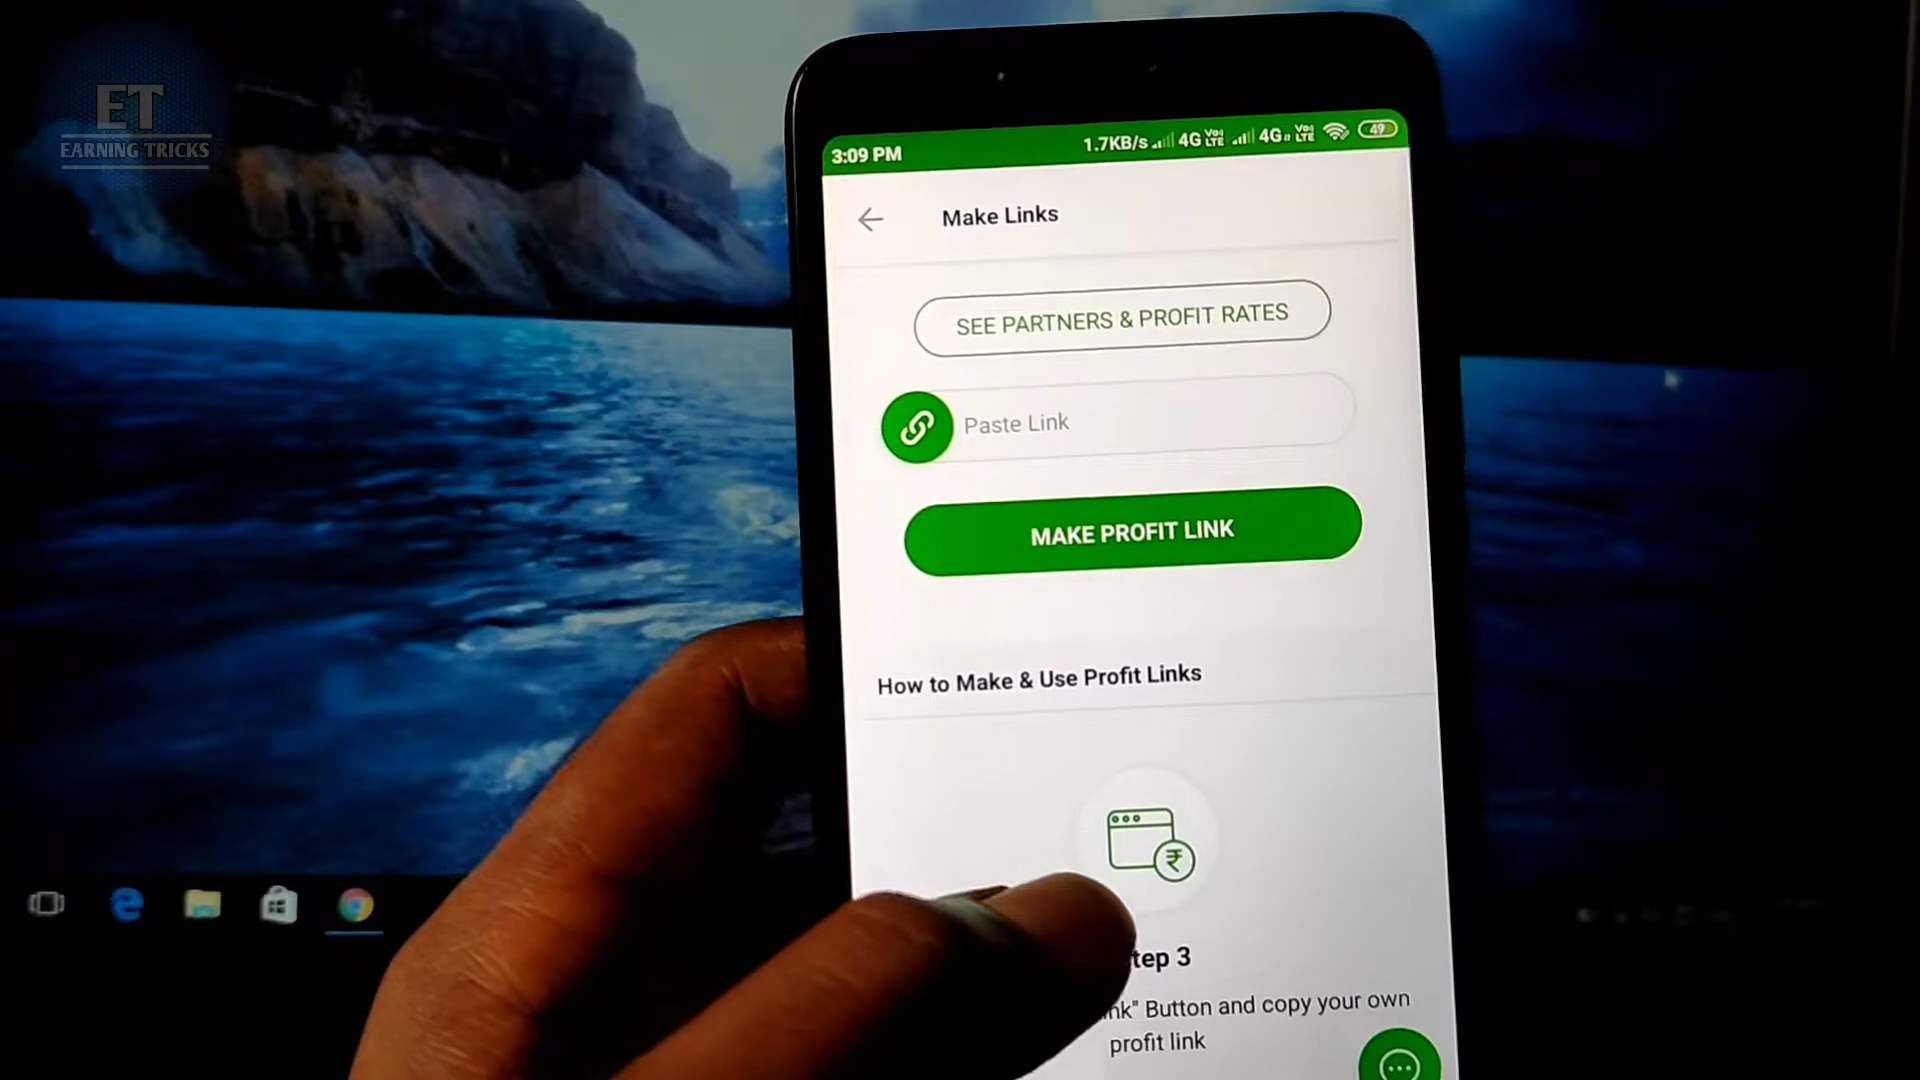 ET
EARNING TRICKS
3:09 PM
1.7KB/s 4G VoLTE 4G VoLTE 49
Make Links
SEE PARTNERS & PROFIT RATES
Paste Link
MAKE PROFIT LINK
How to Make & Use Profit Links
₹
tep 3
nk" Button and copy your own
profit link